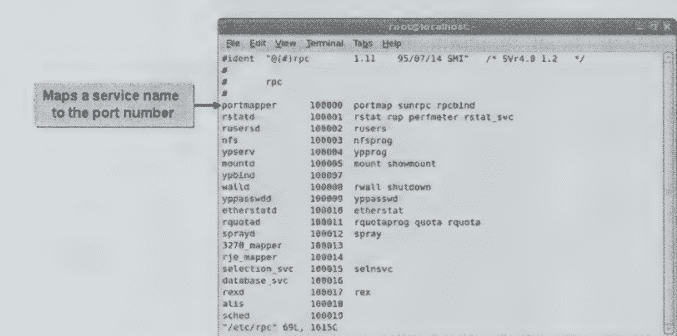 root@localhost:
File Edit View Terminal Tabs Help
#ident "@(#)rpc 1.11 95/07/14 SMI" /* SVr4.0 1.2 */
#
# rpc
#
Maps a service name
to the port number
portmapper 100000 portmap sunrpc rpcbind
rstatd 100001 rstat rup perfmeter rstat_svc
rusersd 100002 rusers
nfs 100003 nfsprog
ypserv 100004 ypprog
mountd 100005 mount showmount
ypbind 100007
walld 100008 rwall shutdown
yppasswdd 100009 yppasswd
etherstatd 100010 etherstat
rquotad 100011 rquotaprog quota rquota
sprayd 100012 spray
3270_mapper 100013
rje_mapper 100014
selection_svc 100015 selnsvc
database_svc 100016
rexd 100017 rex
alis 100018
sched 100019
"/etc/rpc" 69L, 1615C